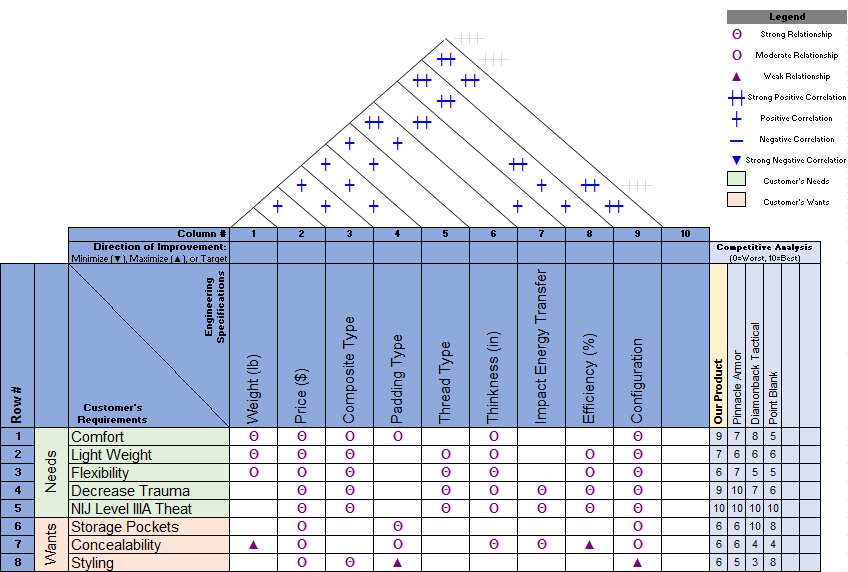 Legend
Strong Relationship
Moderate Relationship
Weak Relationship
Strong Positive Correlation
Positive Correlation
Negative Correlation
Strong Negative Correlation
Customer's Needs
Customer's Wants
Column # 1 2 3 4 5 6 7 8 9 10
Direction of Improvement:
Minimize (▼), Maximize (▲), or Target
Competitive Analysis
(0=Worst, 10=Best)
Row #
Engineering
Specifications
Customer's
Requirements
Weight (lb)
Price ($)
Composite Type
Padding Type
Thread Type
Thinkness (in)
Impact Energy Transfer
Efficiency (%)
Configuration
Our Product
Pinnacle Armor
Diamonback Tactical
Point Blank
Needs
1 Comfort Θ Θ O O O Θ 9 7 8 5
2 Light Weight Θ Θ Θ O O O Θ 7 6 6 6
3 Flexibility O O Θ Θ O O Θ 6 7 5 5
4 Decrease Trauma Θ Θ Θ O Θ Θ Θ 9 10 7 6
5 NIJ Level IIIA Theat Θ Θ Θ O Θ Θ Θ 10 10 10 10
Wants
6 Storage Pockets O Θ O 6 6 10 8
7 Concealability ▲ O O Θ Θ ▲ O 6 6 4 4
8 Styling O Θ ▲ ▲ 6 5 3 8